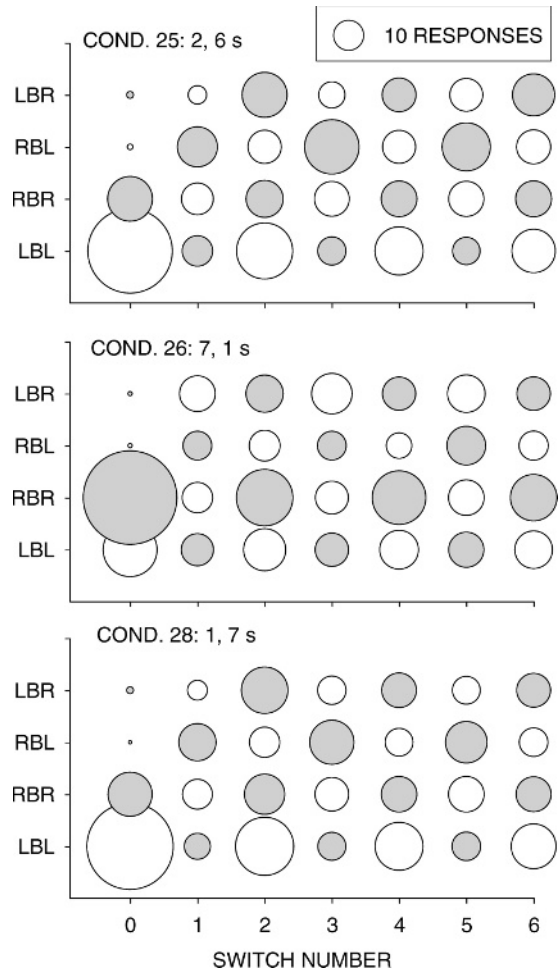 10 RESPONSES
COND. 25: 2, 6 s
LBR
RBL
RBR
LBL
COND. 26: 7, 1 s
LBR
RBL
RBR
LBL
COND. 28: 1, 7 s
LBR
RBL
RBR
LBL
0 1 2 3 4 5 6
SWITCH NUMBER